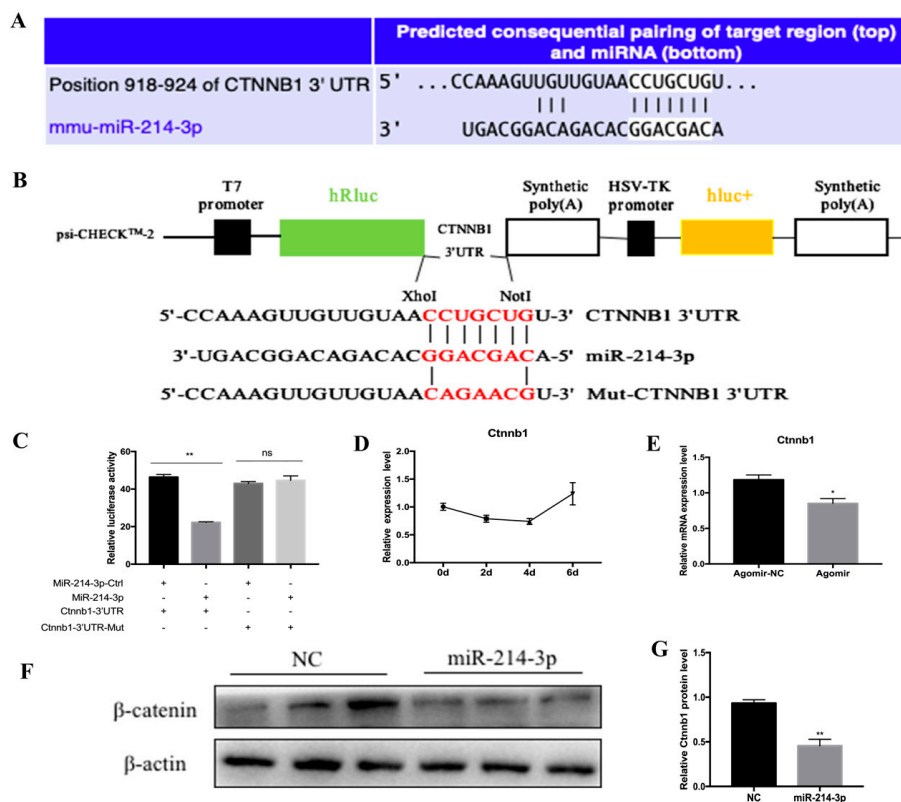 A
Predicted consequential pairing of target region (top)
and miRNA (bottom)
Position 918-924 of CTNNB1 3' UTR 5' ...CCAAAGUUGUUGUAACCUGCUGU...
mmu-miR-214-3p 3' UGACGGACAGACACGGACGACA
B
T7
promoter
hRluc
Synthetic
poly(A)
HSV-TK
promoter
hluc+
Synthetic
poly(A)
psi-CHECK™-2
CTNNB1
3'UTR
XhoI NotI
5'-CCAAAGUUGUUGUAACCUGCUGU-3' CTNNB1 3'UTR
3'-UGACGGACAGACACGGACGACA-5' miR-214-3p
5'-CCAAAGUUGUUGUAACAGAACGU-3' Mut-CTNNB1 3'UTR
C
Relative luciferase activity
60
40
20
0
** ns
MiR-214-3p-Ctrl + - + -
MiR-214-3p - + - +
Ctnnb1-3'UTR + + - -
Ctnnb1-3'UTR-Mut - - + +
D
Ctnnb1
Relative expression level
1.5
1.0
0.5
0.0
0d 2d 4d 6d
E
Ctnnb1
Relative mRNA expression level
1.5
1.0
0.5
0.0
*
Agomir-NC Agomir
F
NC miR-214-3p
β-catenin
β-actin
G
Relative Ctnnb1 protein level
1.5
1.0
0.5
0.0
**
NC miR-214-3p